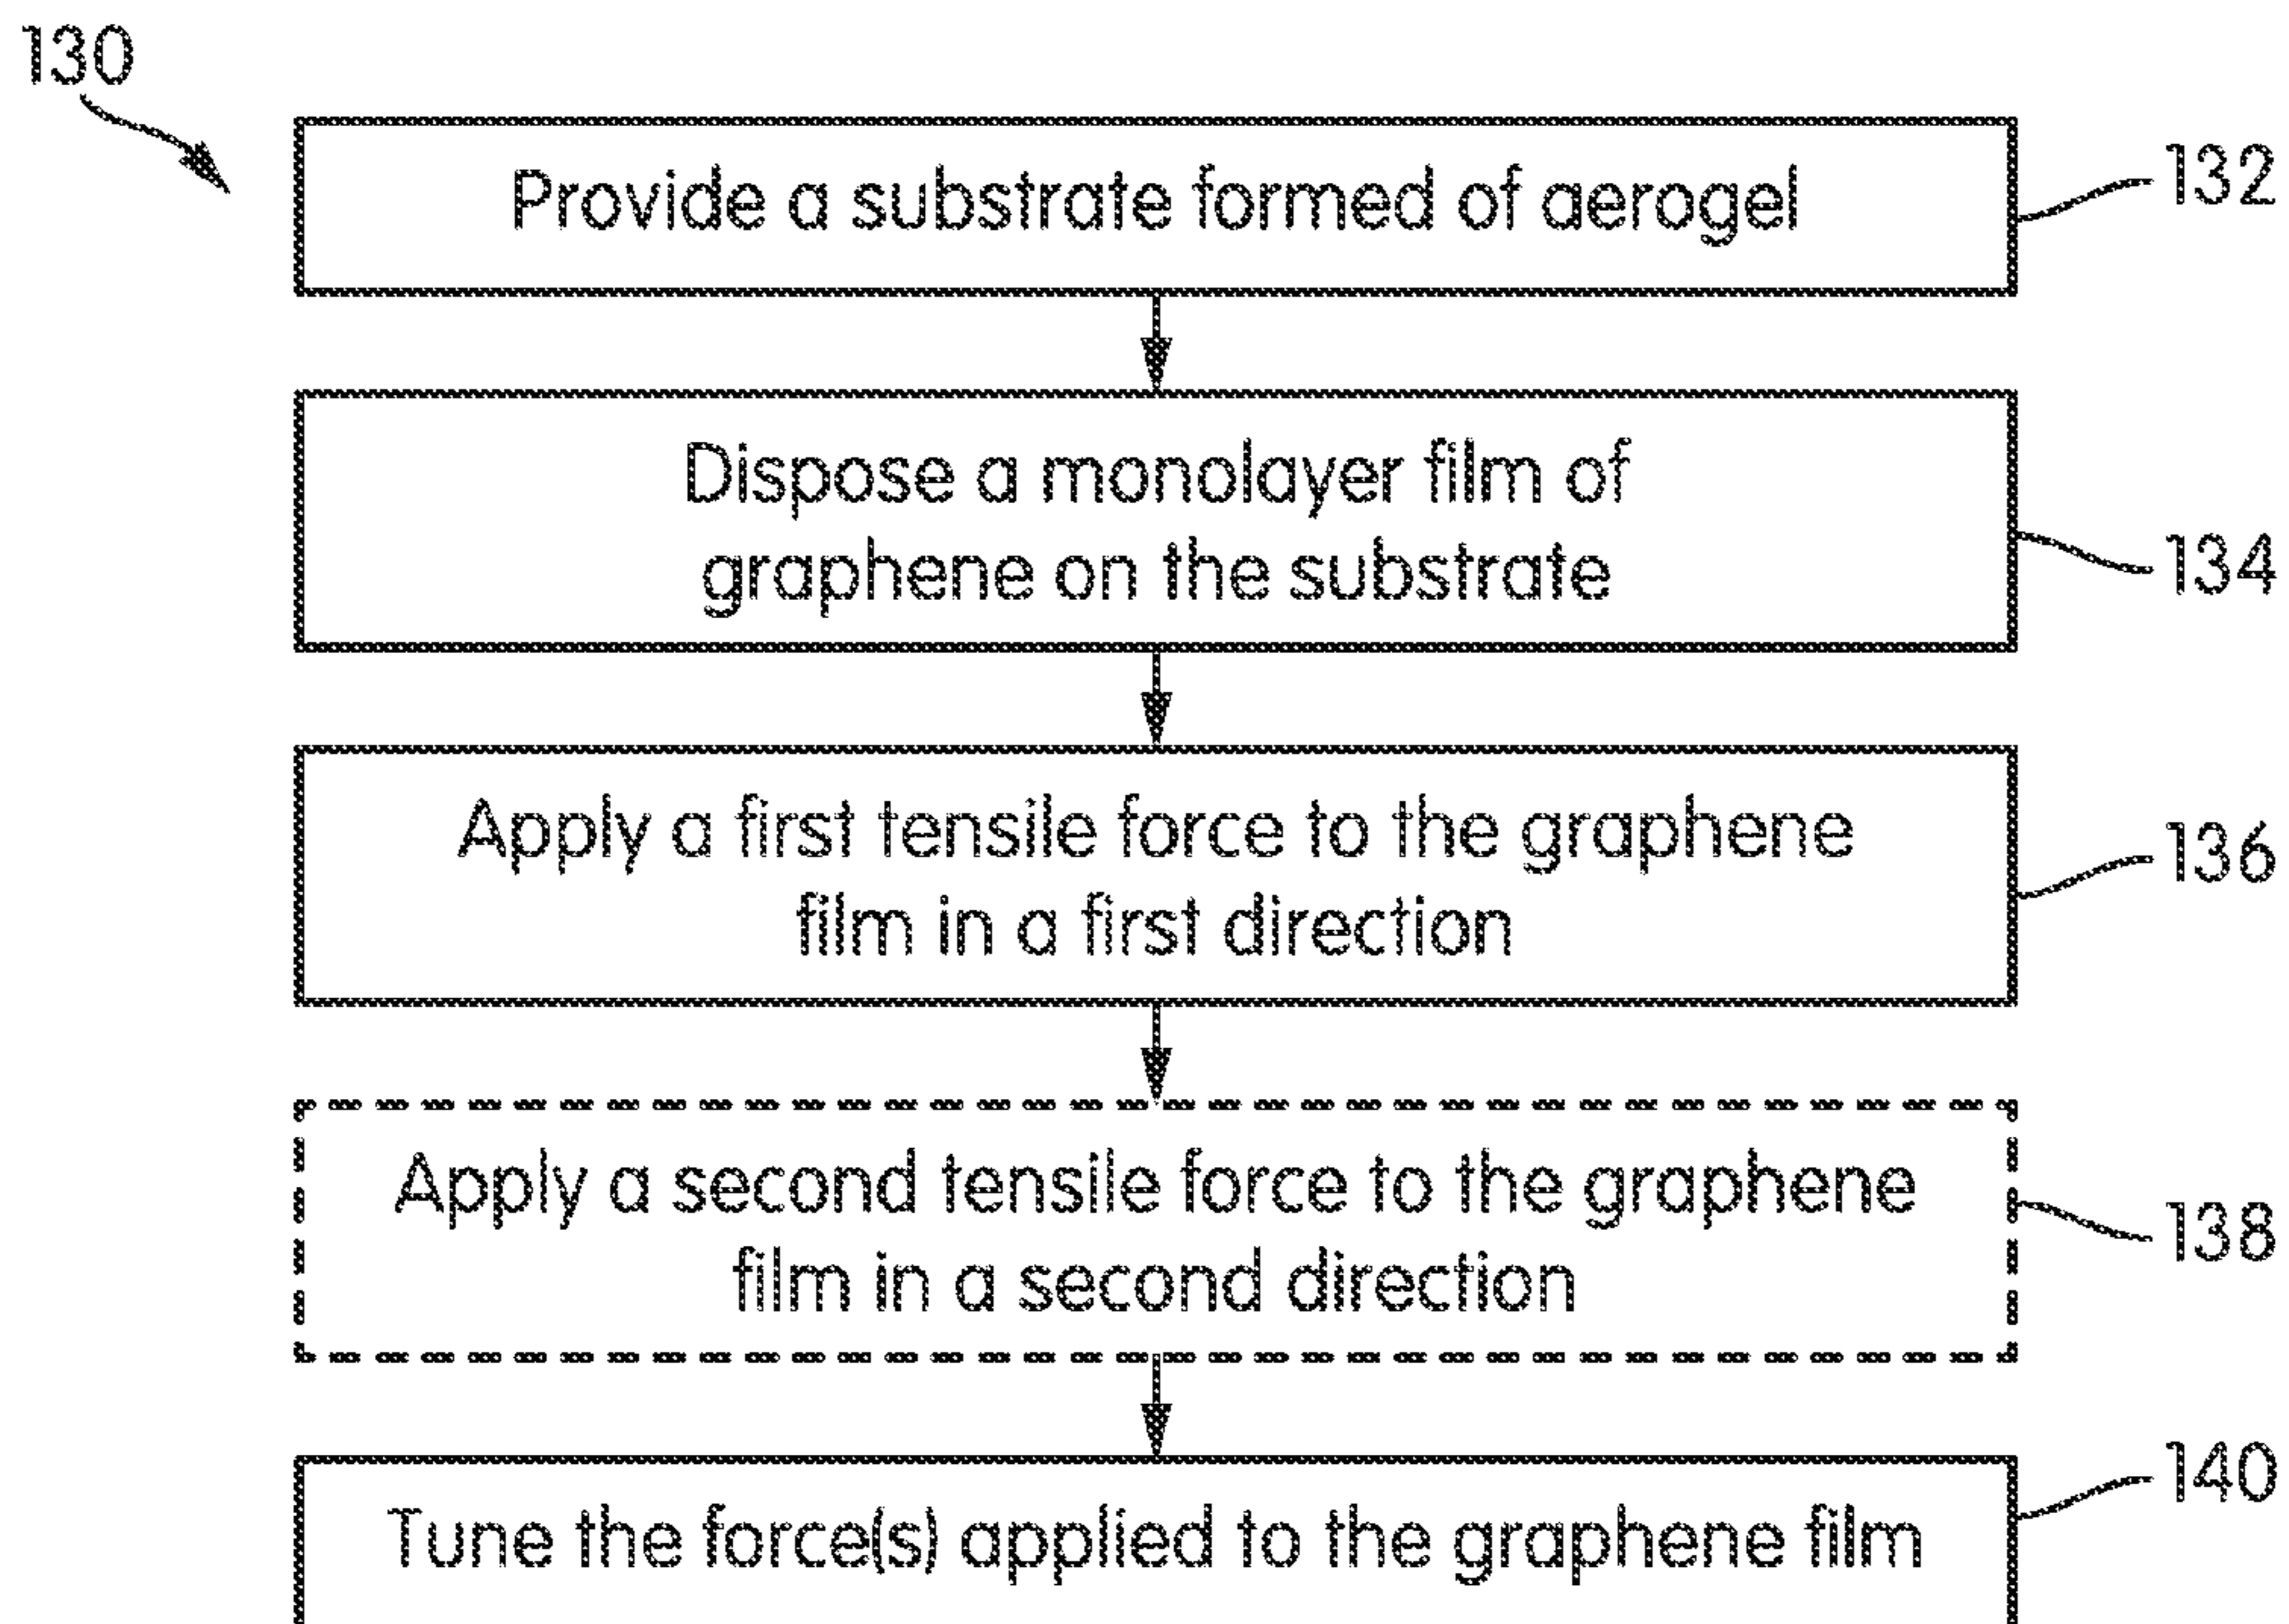 130
Provide a substrate formed of aerogel
132
Dispose a monolayer film of
graphene on the substrate
134
Apply a first tensile force to the graphene
film in a first direction
136
Apply a second tensile force to the graphene
film in a second direction
138
Tune the force(s) applied to the graphene film
140